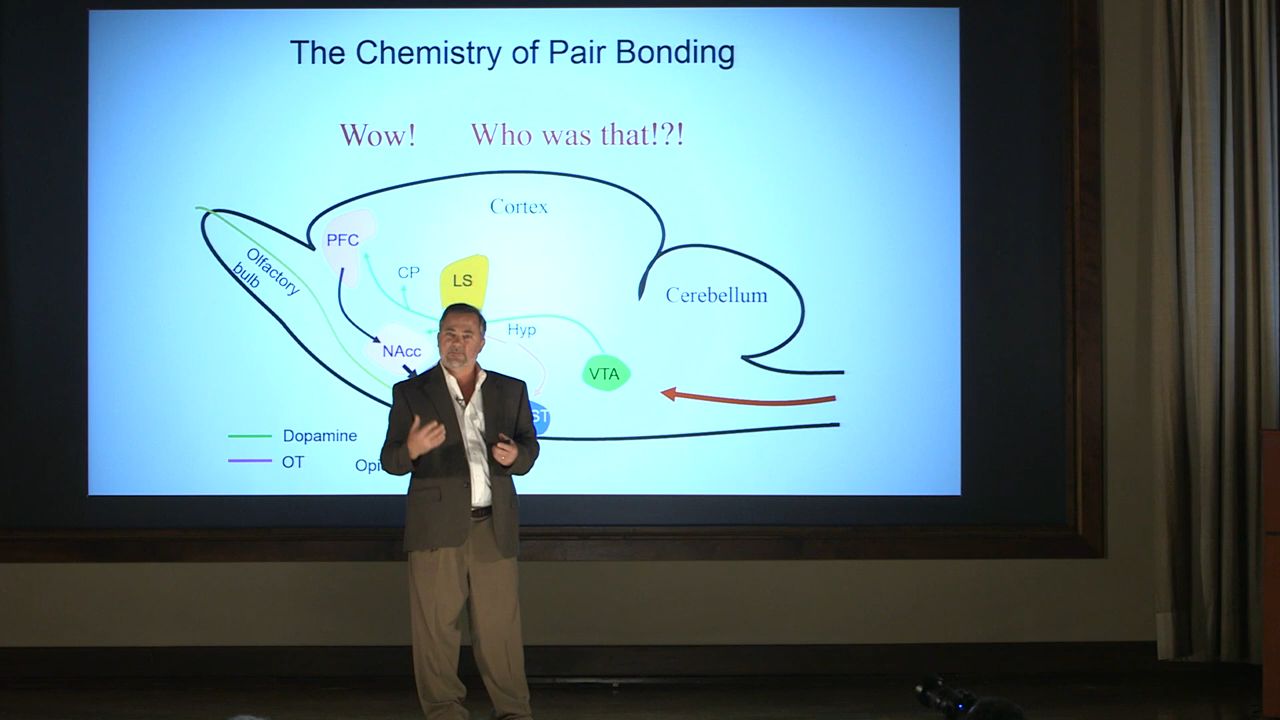 The Chemistry of Pair Bonding
Wow! Who was that!?!
Cortex
PFC
Olfactory
bulb
CP
LS
Cerebellum
Hyp
NAcc
VTA
ST
Dopamine
OT